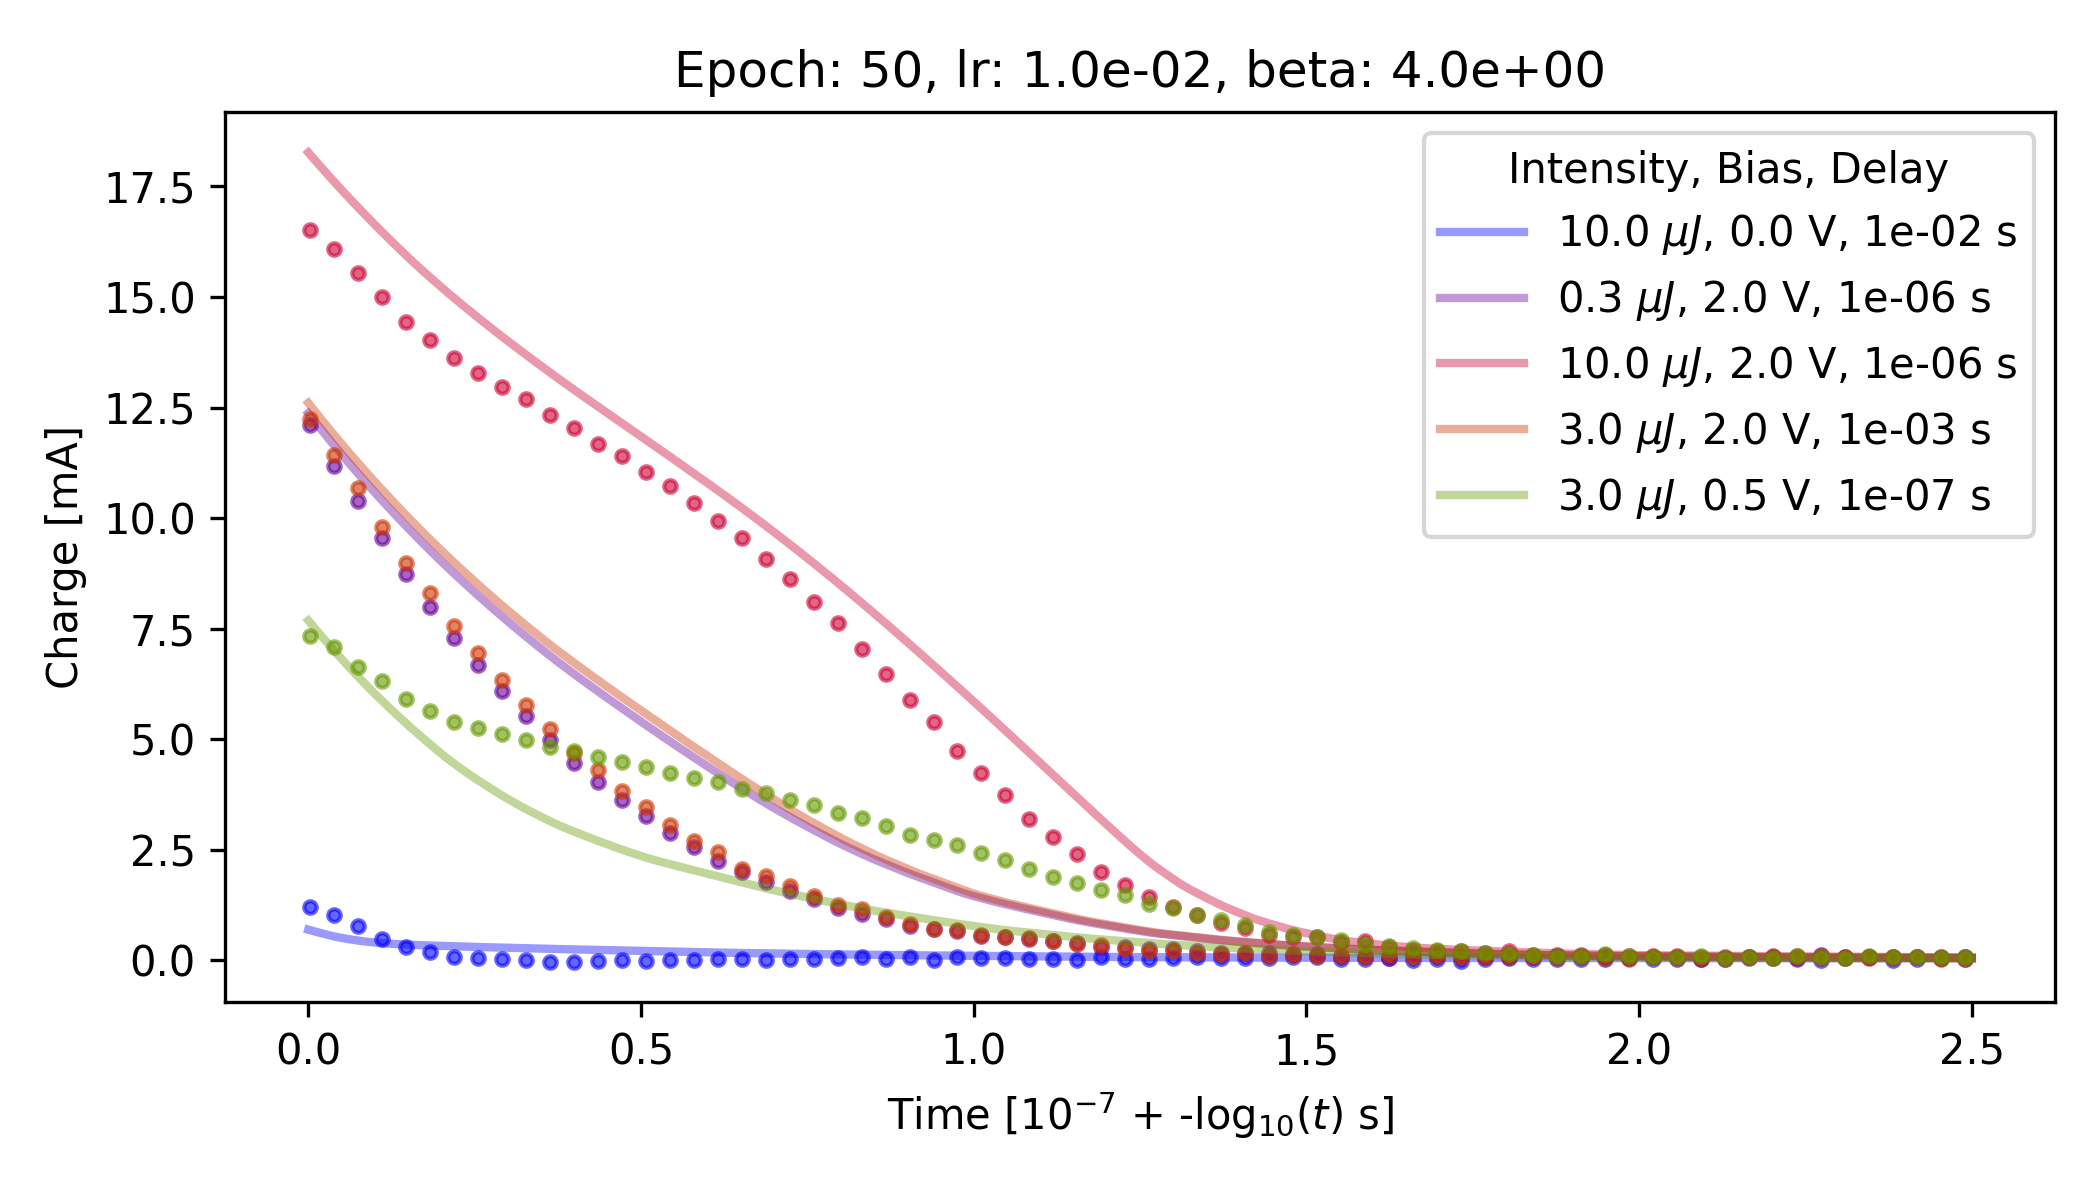 Epoch: 50, lr: 1.0e-02, beta: 4.0e+00
Charge [mA]
17.5
15.0
12.5
10.0
7.5
5.0
2.5
0.0
Intensity, Bias, Delay
10.0 μJ, 0.0 V, 1e-02 s
0.3 μJ, 2.0 V, 1e-06 s
10.0 μJ, 2.0 V, 1e-06 s
3.0 μJ, 2.0 V, 1e-03 s
3.0 μJ, 0.5 V, 1e-07 s
0.0 0.5 1.0 1.5 2.0 2.5
Time [10⁻⁷ + -log₁₀(t) s]